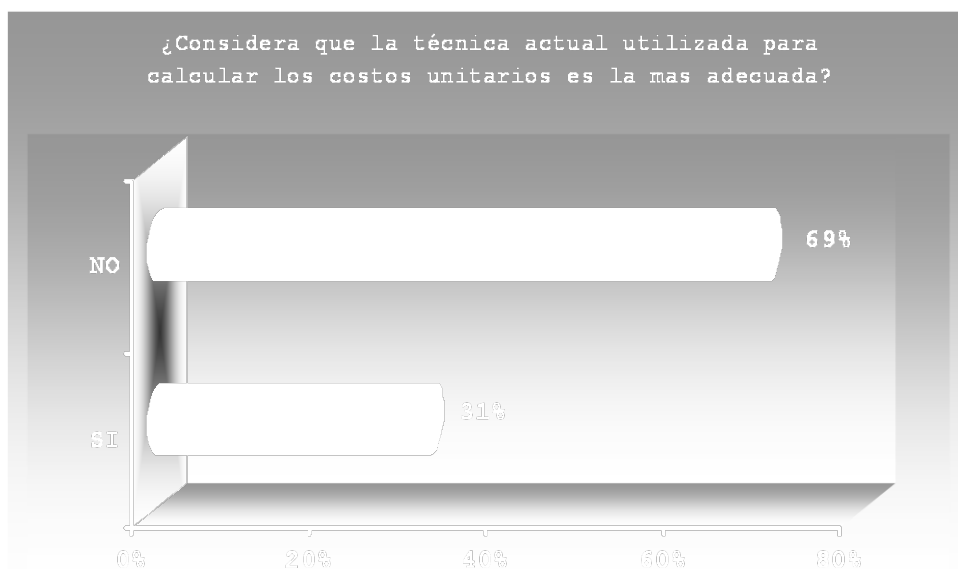 ¿Considera que la técnica actual utilizada para
calcular los costos unitarios es la mas adecuada?
69%
NO
31%
SI
0% 20% 40% 60% 80%